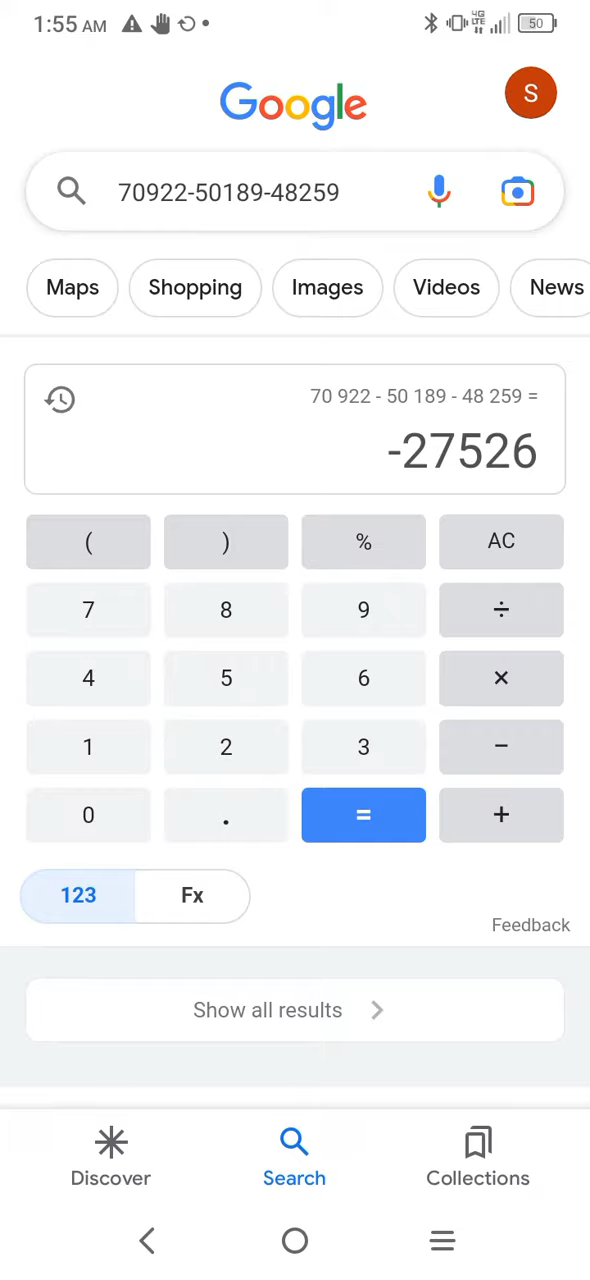 1:55 AM
4G
LTE
50
Google
S
70922-50189-48259
Maps
Shopping
Images
Videos
News
70 922 - 50 189 - 48 259 =
-27526
( ) % AC
7 8 9 ÷
4 5 6 ×
1 2 3 −
0 . = +
123
Fx
Feedback
Show all results
Discover
Search
Collections